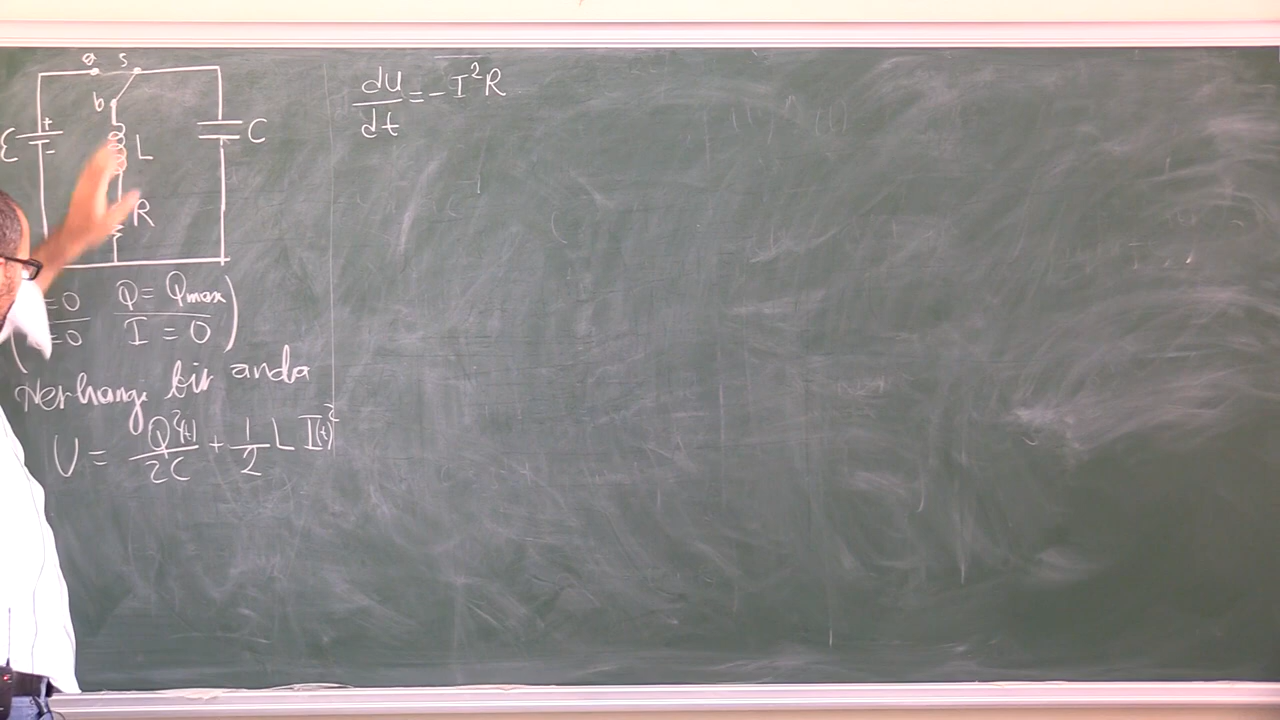 a s
b
+
ε
-
L
C
R
=0 Q = Qmax
=0 I = 0
Herhangi bir anda
U = Q²(t)/2C + 1/2 L I(t)²
dU/dt = - I²R